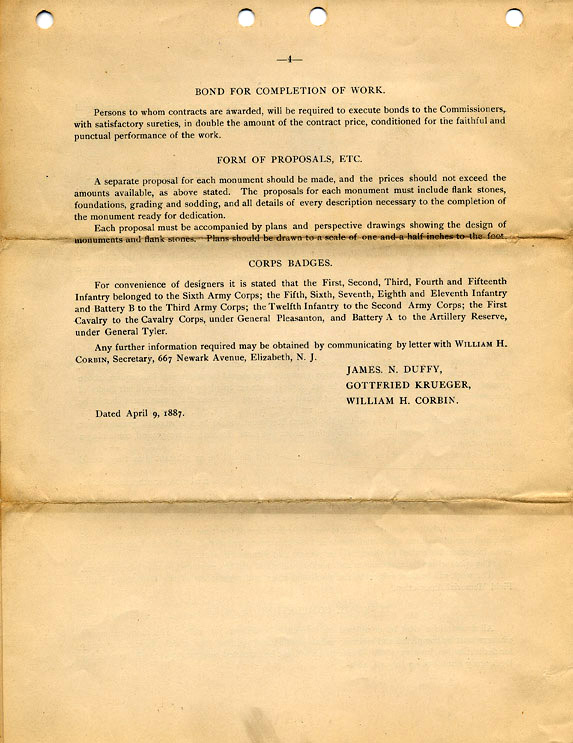 —4—
BOND FOR COMPLETION OF WORK.
Persons to whom contracts are awarded, will be required to execute bonds to the Commissioners,
with satisfactory sureties, in double the amount of the contract price, conditioned for the faithful and
punctual performance of the work.
FORM OF PROPOSALS, ETC.
A separate proposal for each monument should be made, and the prices should not exceed the
amounts available, as above stated. The proposals for each monument must include flank stones,
foundations, grading and sodding, and all details of every description necessary to the completion of
the monument ready for dedication.
Each proposal must be accompanied by plans and perspective drawings showing the design of
monuments and flank stones. Plans should be drawn to a scale of one and a half inches to the foot.
CORPS BADGES.
For convenience of designers it is stated that the First, Second, Third, Fourth and Fifteenth
Infantry belonged to the Sixth Army Corps; the Fifth, Sixth, Seventh, Eighth and Eleventh Infantry
and Battery B to the Third Army Corps; the Twelfth Infantry to the Second Army Corps; the First
Cavalry to the Cavalry Corps, under General Pleasanton, and Battery A to the Artillery Reserve,
under General Tyler.
Any further information required may be obtained by communicating by letter with WILLIAM H.
CORBIN, Secretary, 667 Newark Avenue, Elizabeth, N. J.
JAMES. N. DUFFY,
GOTTFRIED KRUEGER,
WILLIAM H. CORBIN.
Dated April 9, 1887.